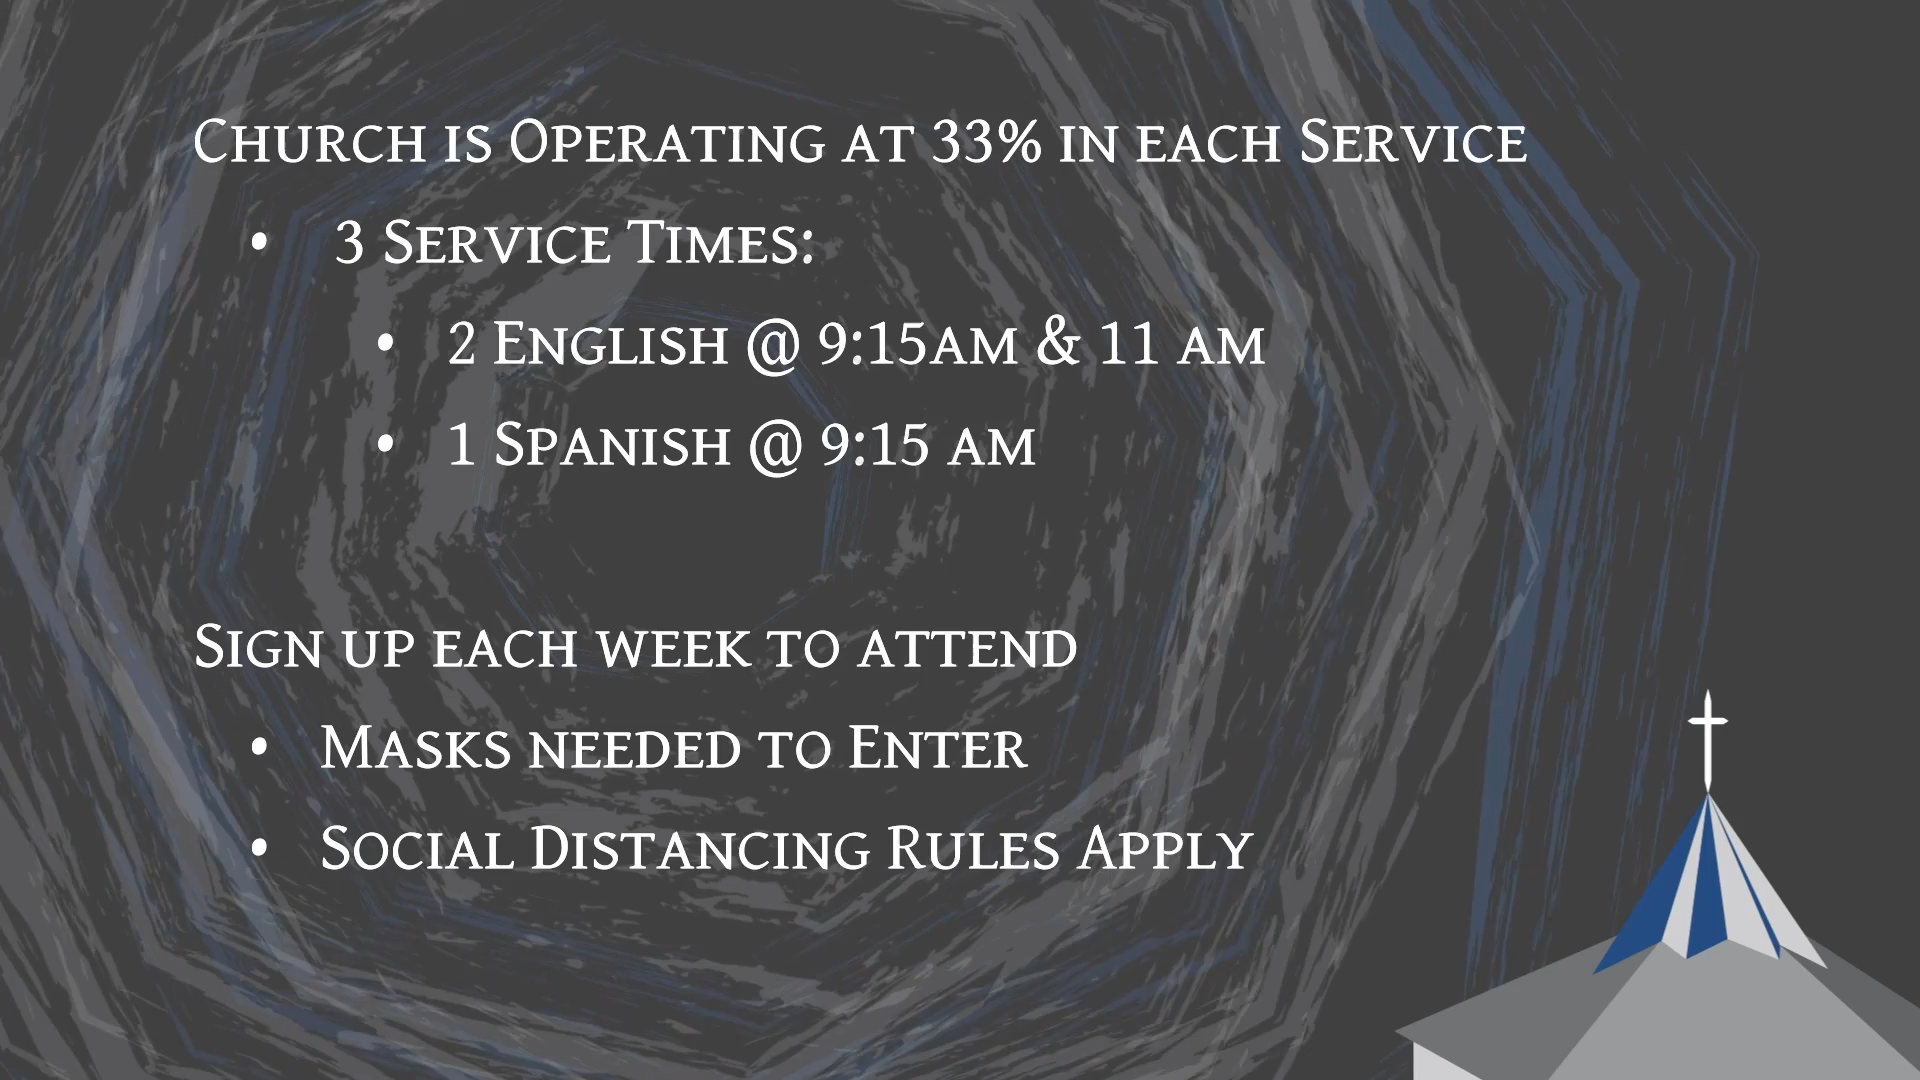 Church is Operating at 33% in each Service
• 3 Service Times:
• 2 English @ 9:15am & 11 am
• 1 Spanish @ 9:15 am
Sign up each week to attend
• Masks needed to Enter
• Social Distancing Rules Apply